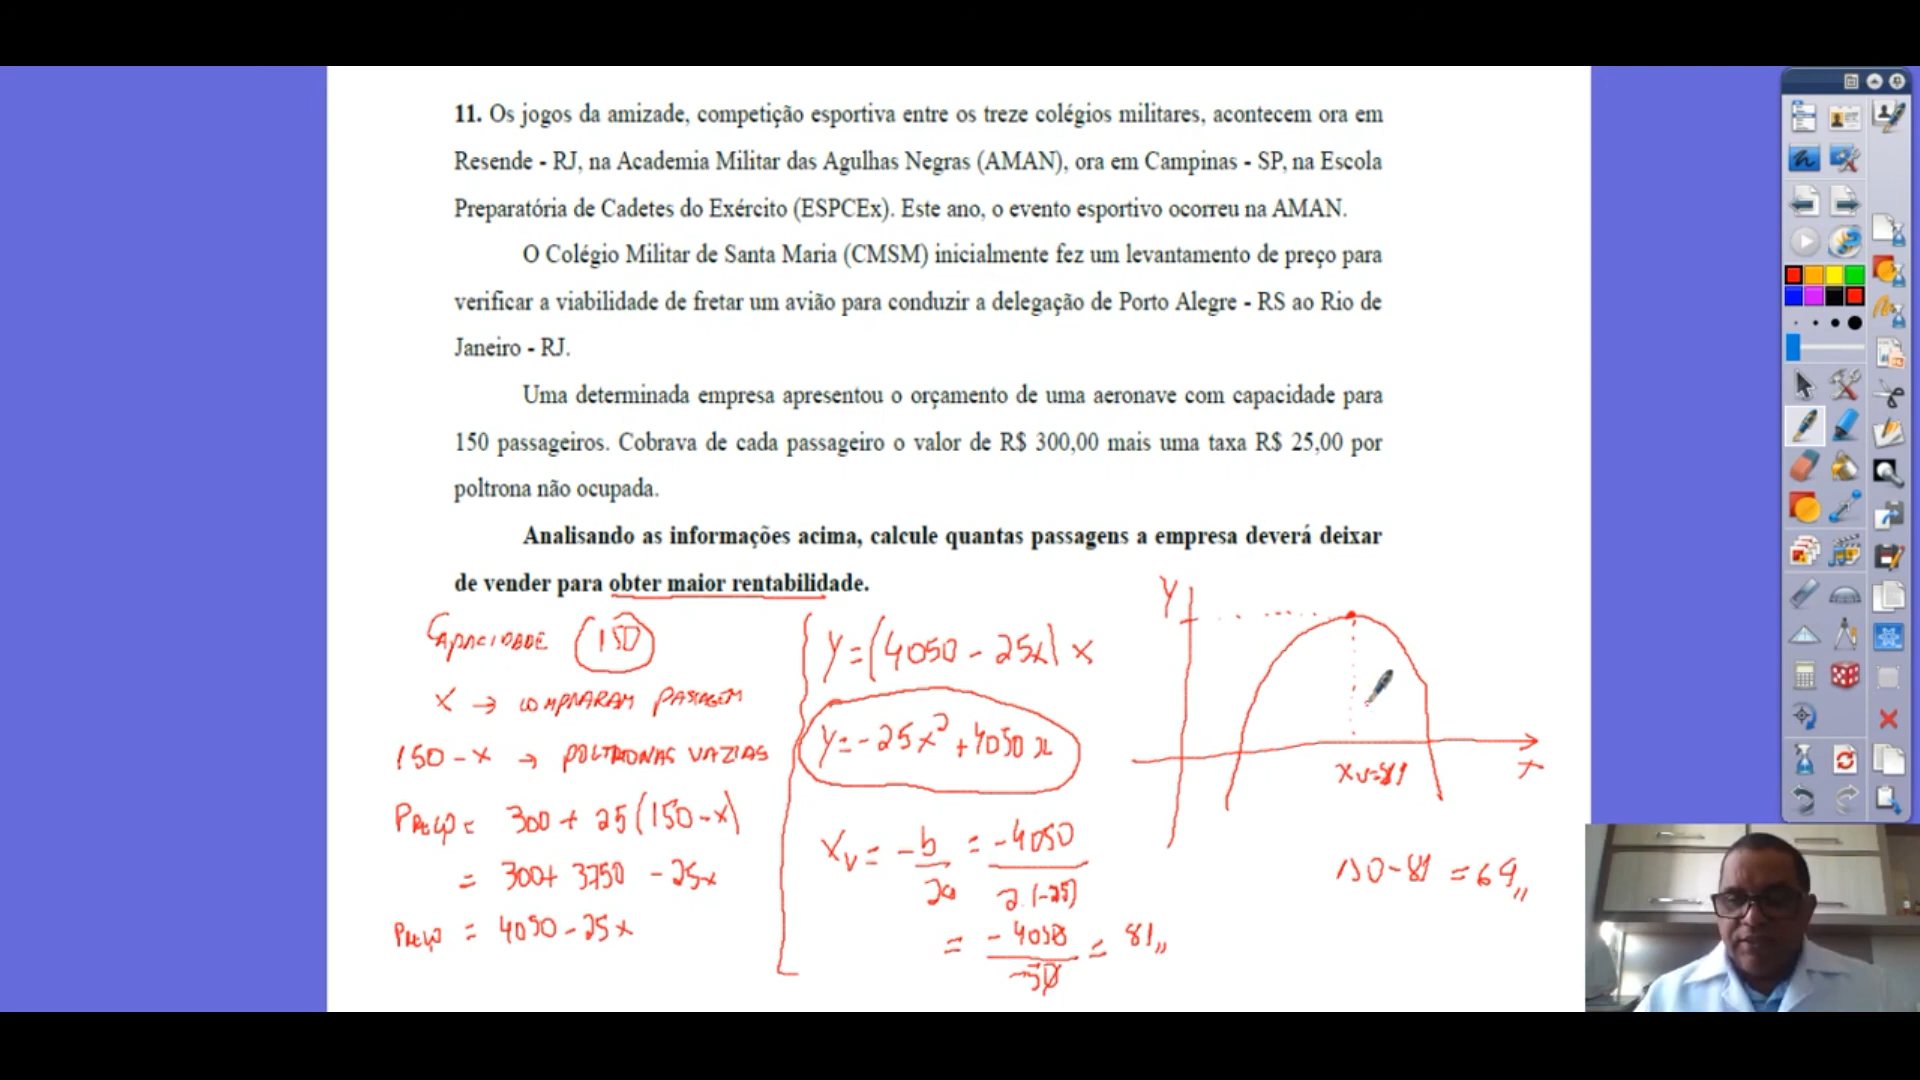 11. Os jogos da amizade, competição esportiva entre os treze colégios militares, acontecem ora em
Resende - RJ, na Academia Militar das Agulhas Negras (AMAN), ora em Campinas - SP, na Escola
Preparatória de Cadetes do Exército (ESPCEx). Este ano, o evento esportivo ocorreu na AMAN.
O Colégio Militar de Santa Maria (CMSM) inicialmente fez um levantamento de preço para
verificar a viabilidade de fretar um avião para conduzir a delegação de Porto Alegre - RS ao Rio de
Janeiro - RJ.
Uma determinada empresa apresentou o orçamento de uma aeronave com capacidade para
150 passageiros. Cobrava de cada passageiro o valor de R$ 300,00 mais uma taxa R$ 25,00 por
poltrona não ocupada.
Analisando as informações acima, calcule quantas passagens a empresa deverá deixar
de vender para obter maior rentabilidade.
CAPACIDADE 150
x → COMPRARAM PASSAGEM
150 - x → POLTRONAS VAZIAS
PREÇO = 300 + 25(150-x)
= 300+ 3750 - 25x
PREÇO = 4050 - 25x
Y = (4050 - 25x) x
Y = -25x² + 4050x
Xv = -b/2a = -4050/2.(-25)
= -4050/-50 = 81,,
Y
x
Xv=81
150-81 = 69,,